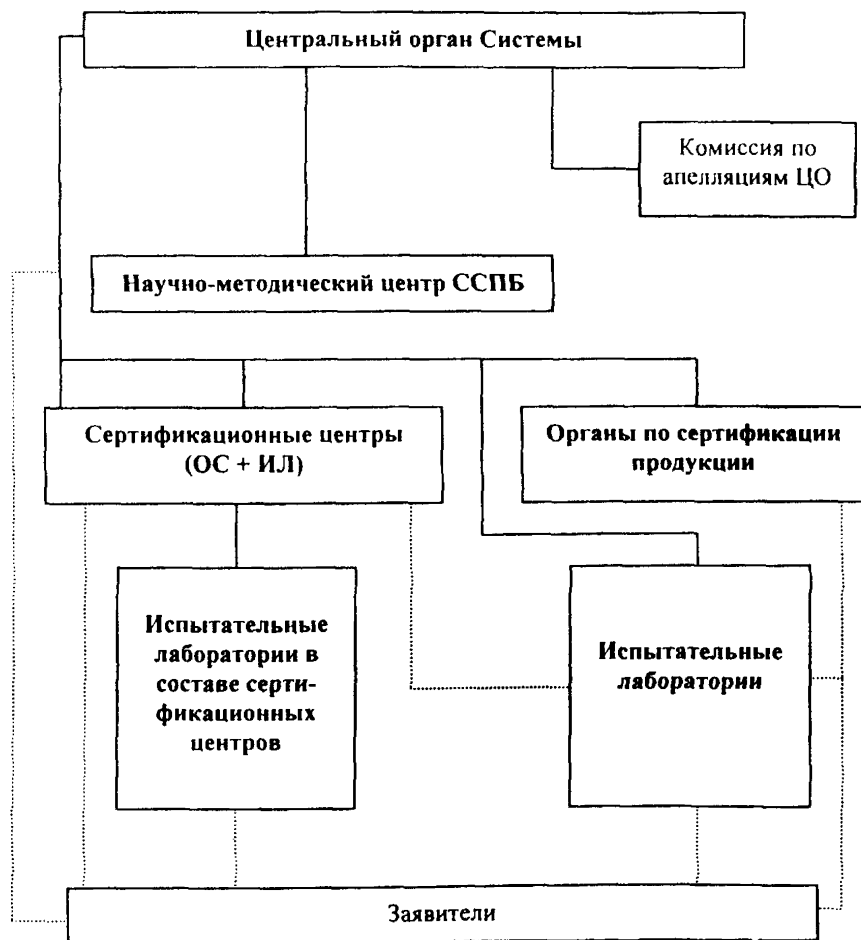 Центральный орган Системы
Комиссия по
апелляциям ЦО
Научно-методический центр ССПБ
Сертификационные центры
(ОС + ИЛ)
Органы по сертификации
продукции
Испытательные
лаборатории в
составе серти-
фикационных
центров
Испытательные
лаборатории
Заявители